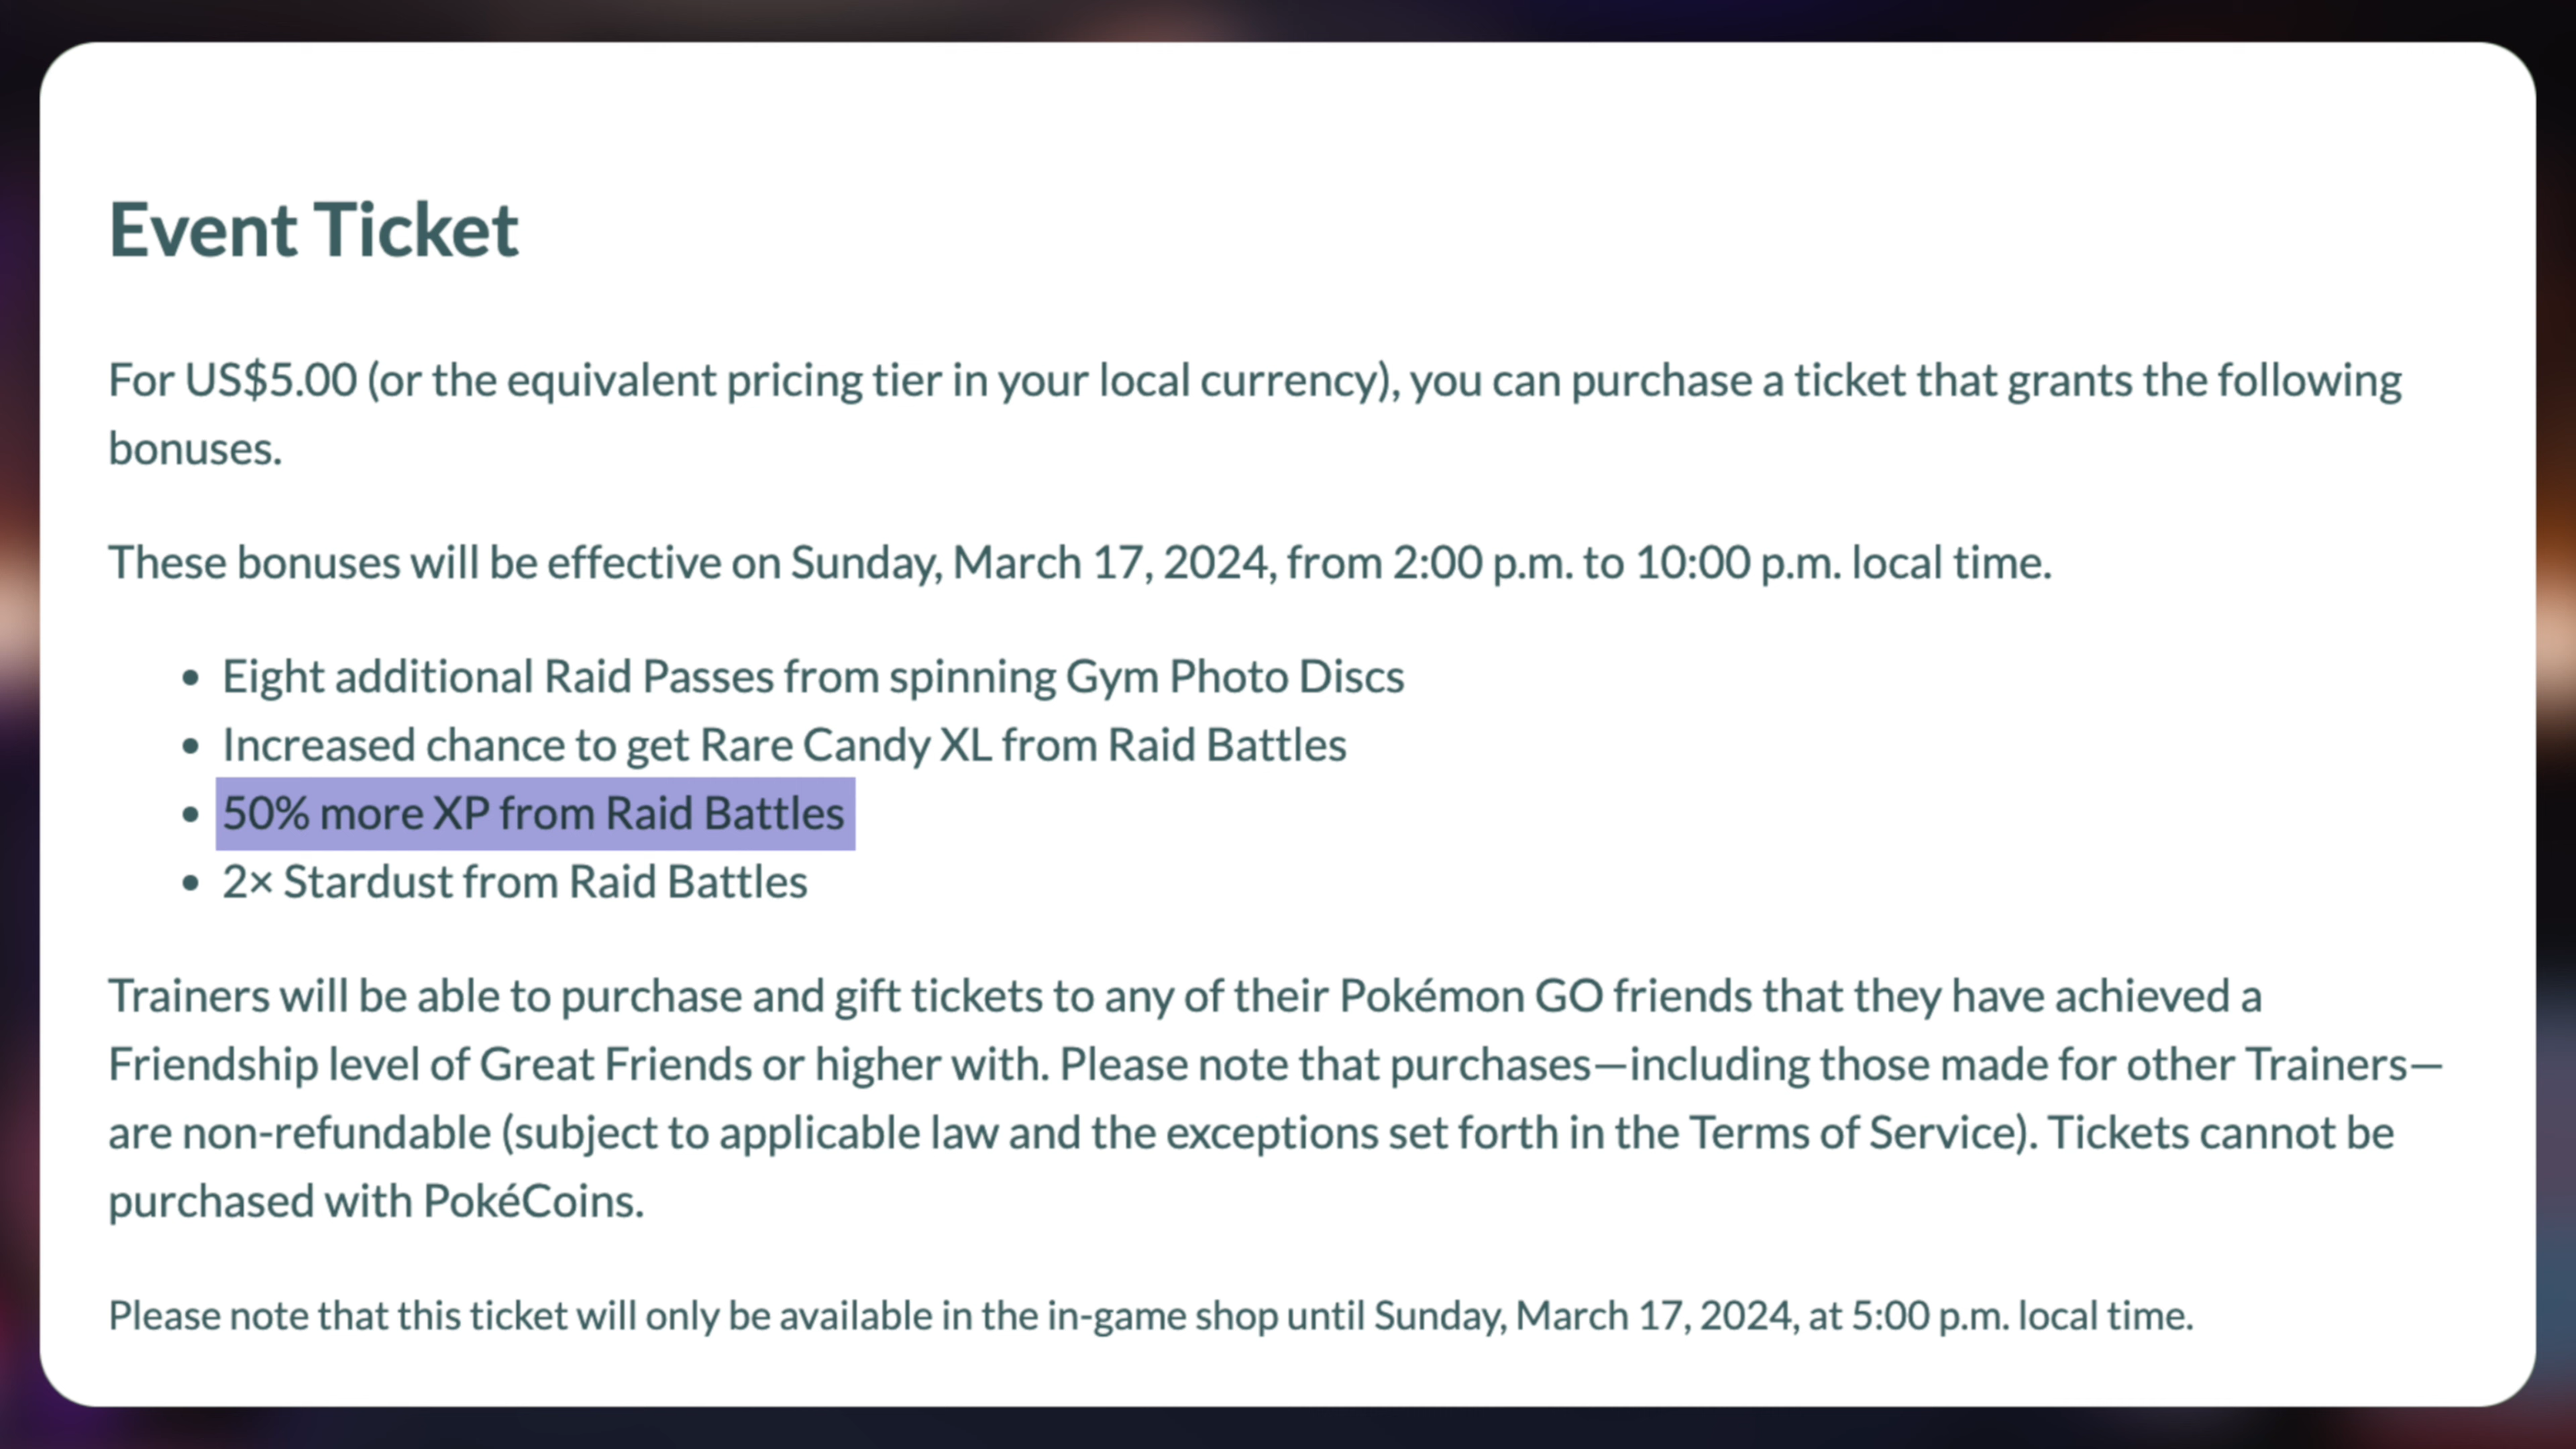 Event Ticket
For US$5.00 (or the equivalent pricing tier in your local currency), you can purchase a ticket that grants the following
bonuses.
These bonuses will be effective on Sunday, March 17, 2024, from 2:00 p.m. to 10:00 p.m. local time.
• Eight additional Raid Passes from spinning Gym Photo Discs
• Increased chance to get Rare Candy XL from Raid Battles
• 50% more XP from Raid Battles
• 2× Stardust from Raid Battles
Trainers will be able to purchase and gift tickets to any of their Pokémon GO friends that they have achieved a
Friendship level of Great Friends or higher with. Please note that purchases—including those made for other Trainers—
are non-refundable (subject to applicable law and the exceptions set forth in the Terms of Service). Tickets cannot be
purchased with PokéCoins.
Please note that this ticket will only be available in the in-game shop until Sunday, March 17, 2024, at 5:00 p.m. local time.